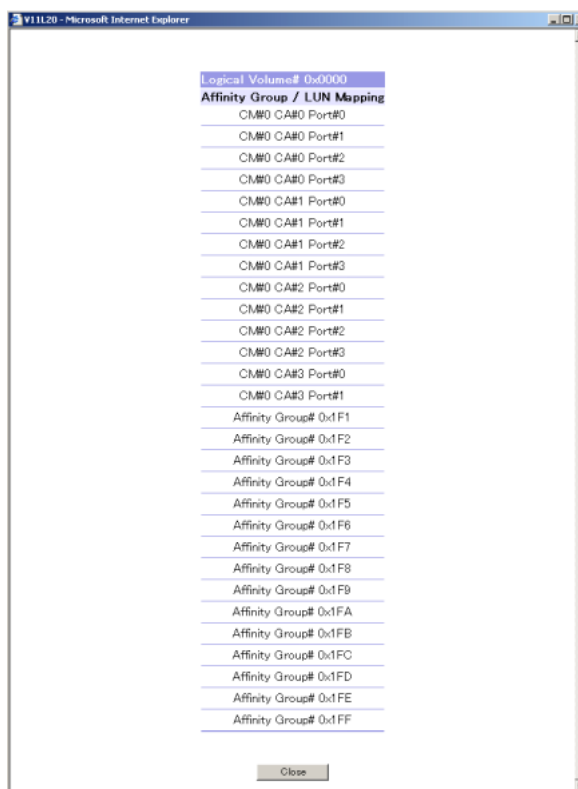 V11L20 - Microsoft Internet Explorer
Logical Volume# 0x0000
Affinity Group / LUN Mapping
CM#0 CA#0 Port#0
CM#0 CA#0 Port#1
CM#0 CA#0 Port#2
CM#0 CA#0 Port#3
CM#0 CA#1 Port#0
CM#0 CA#1 Port#1
CM#0 CA#1 Port#2
CM#0 CA#1 Port#3
CM#0 CA#2 Port#0
CM#0 CA#2 Port#1
CM#0 CA#2 Port#2
CM#0 CA#2 Port#3
CM#0 CA#3 Port#0
CM#0 CA#3 Port#1
Affinity Group# 0x1F1
Affinity Group# 0x1F2
Affinity Group# 0x1F3
Affinity Group# 0x1F4
Affinity Group# 0x1F5
Affinity Group# 0x1F6
Affinity Group# 0x1F7
Affinity Group# 0x1F8
Affinity Group# 0x1F9
Affinity Group# 0x1FA
Affinity Group# 0x1FB
Affinity Group# 0x1FC
Affinity Group# 0x1FD
Affinity Group# 0x1FE
Affinity Group# 0x1FF
Close